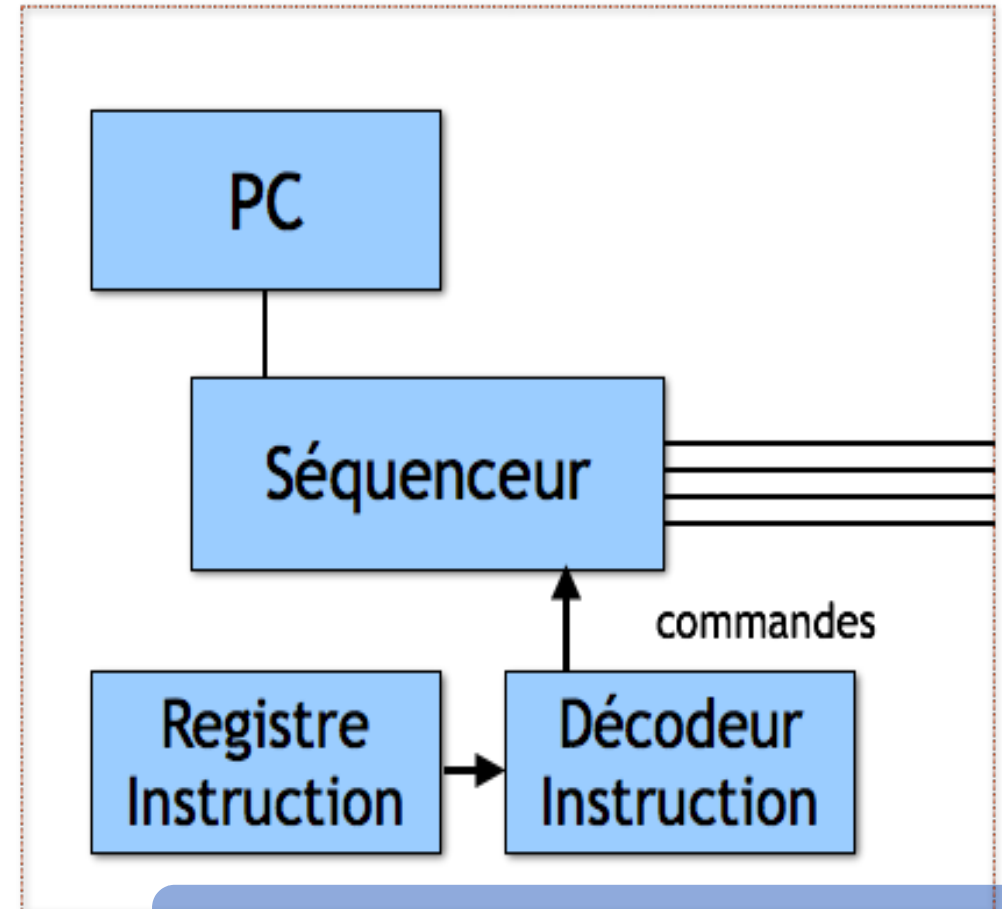 PC
Séquenceur
commandes
Registre
Instruction
Décodeur
Instruction